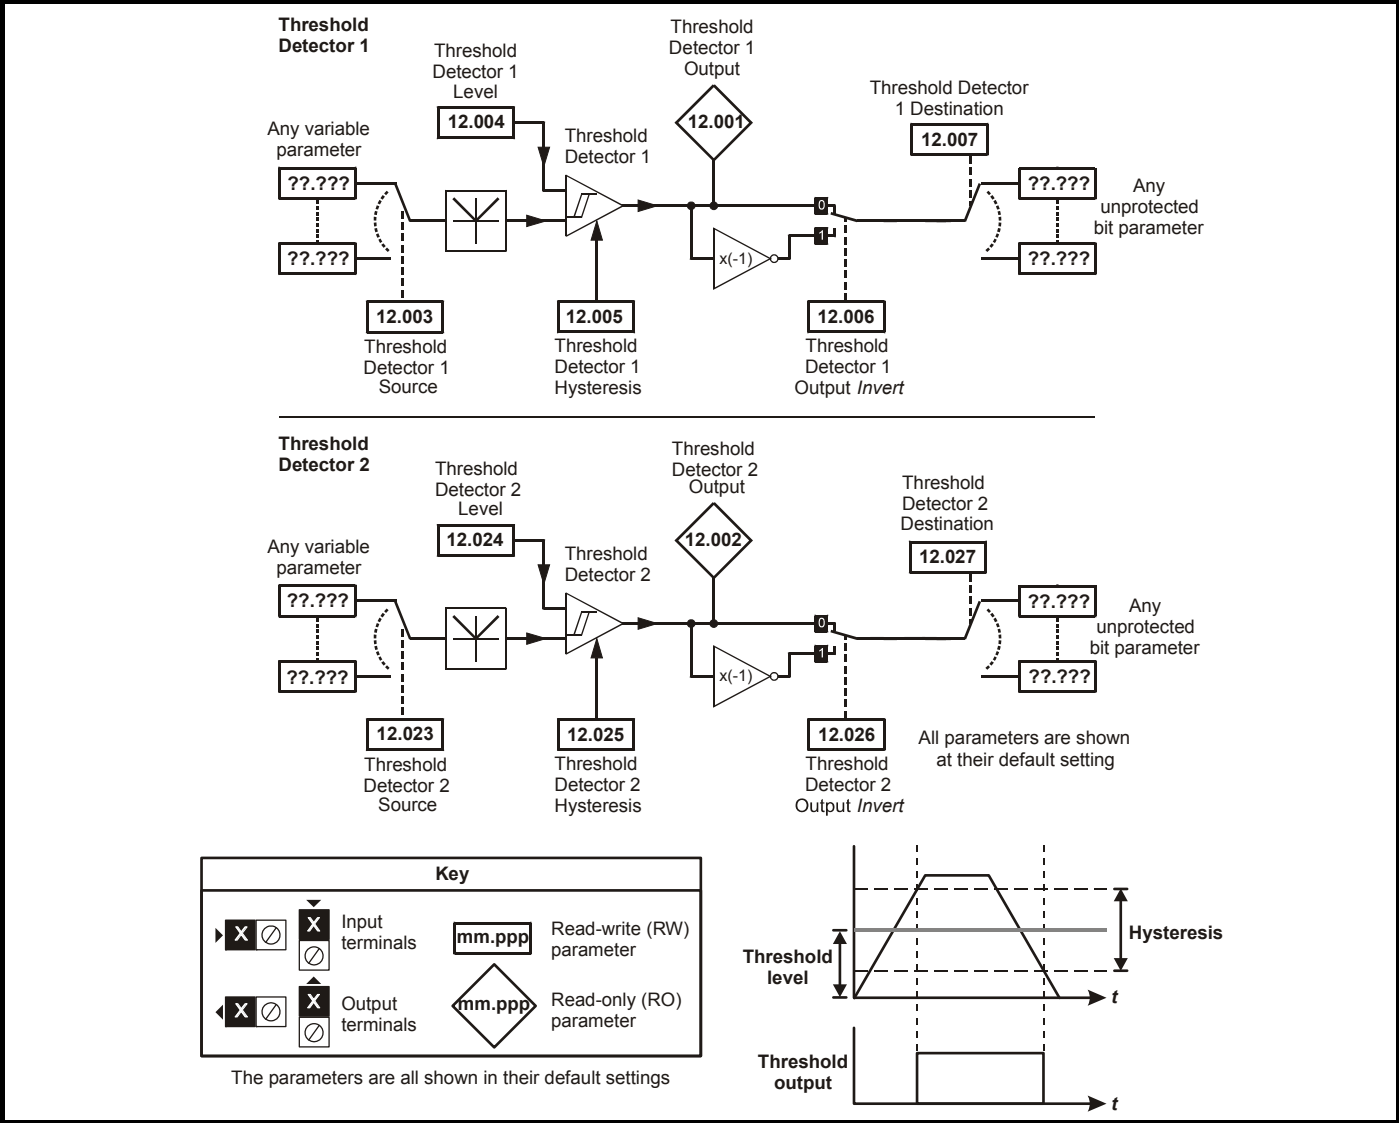 Threshold
Detector 1
Threshold
Detector 1
Level
12.004
Threshold
Detector 1
Output
12.001
Threshold Detector
1 Destination
12.007
Any variable
parameter
??.???
??.???
Threshold
Detector 1
x(-1)
0
1
??.???
??.???
Any
unprotected
bit parameter
12.003
Threshold
Detector 1
Source
12.005
Threshold
Detector 1
Hysteresis
12.006
Threshold
Detector 1
Output Invert
Threshold
Detector 2
Threshold
Detector 2
Level
12.024
Threshold
Detector 2
Output
12.002
Threshold
Detector 2
Destination
12.027
Any variable
parameter
??.???
??.???
Threshold
Detector 2
x(-1)
0
1
??.???
??.???
Any
unprotected
bit parameter
12.023
Threshold
Detector 2
Source
12.025
Threshold
Detector 2
Hysteresis
12.026
Threshold
Detector 2
Output Invert
All parameters are shown
at their default setting
Key
X
X
Input
terminals
mm.ppp
Read-write (RW)
parameter
X
X
Output
terminals
mm.ppp
Read-only (RO)
parameter
The parameters are all shown in their default settings
Threshold
level
Hysteresis
t
Threshold
output
t